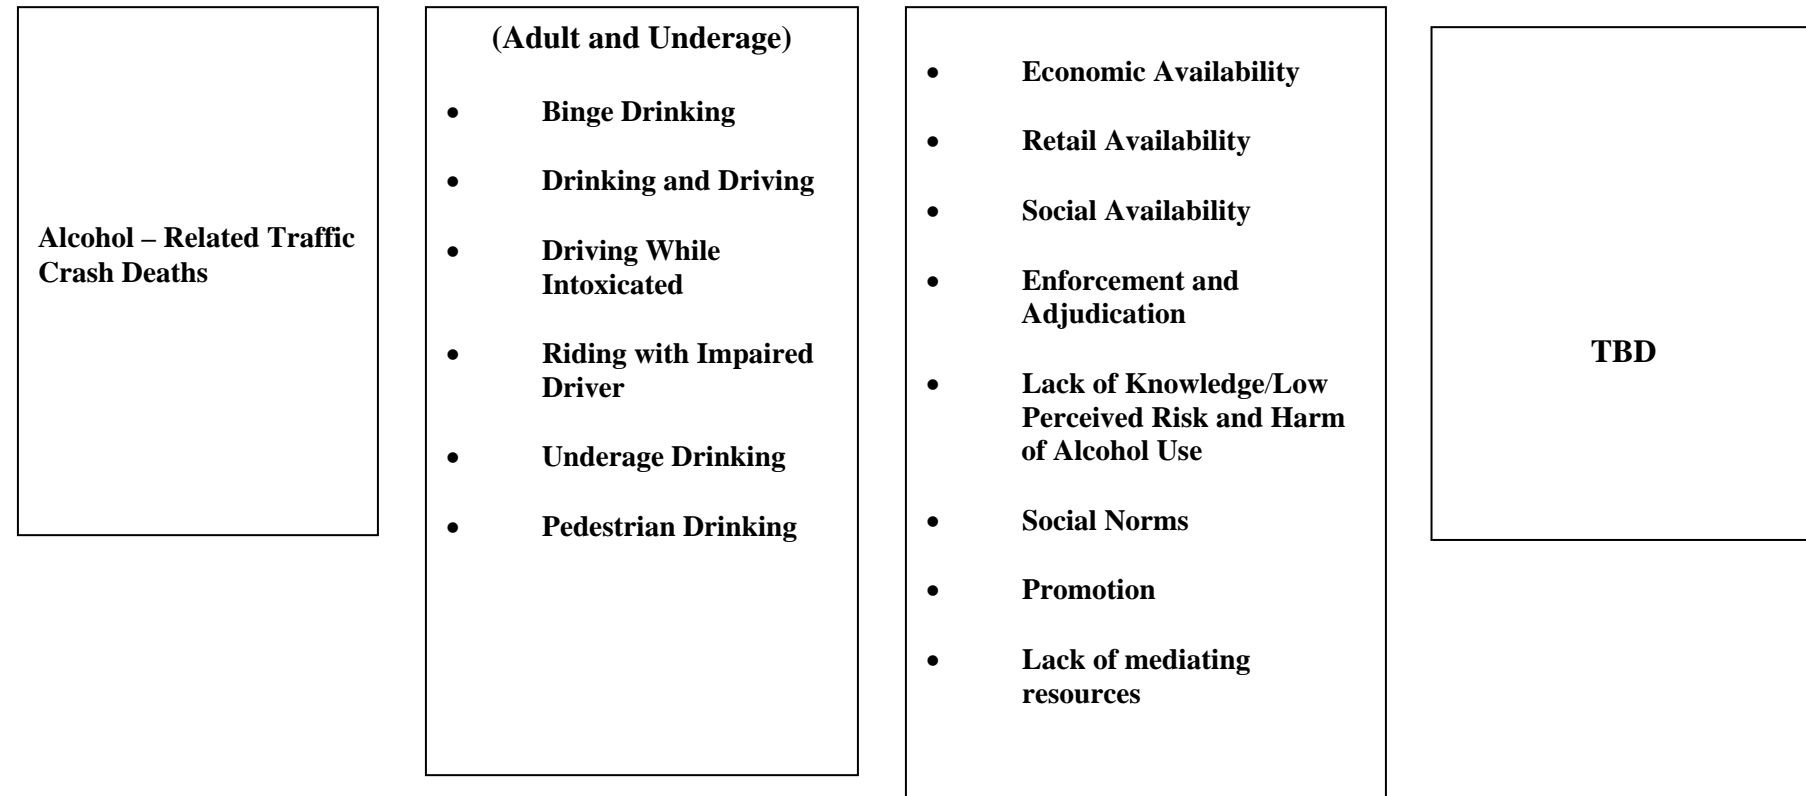 Alcohol – Related Traffic
Crash Deaths
(Adult and Underage)
• Binge Drinking
• Drinking and Driving
• Driving While
Intoxicated
• Riding with Impaired
Driver
• Underage Drinking
• Pedestrian Drinking
• Economic Availability
• Retail Availability
• Social Availability
• Enforcement and
Adjudication
• Lack of Knowledge/Low
Perceived Risk and Harm
of Alcohol Use
• Social Norms
• Promotion
• Lack of mediating
resources
TBD